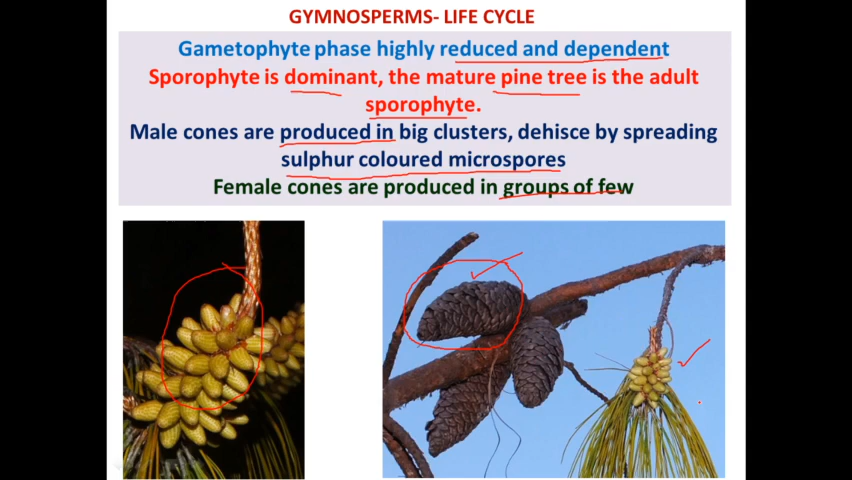 GYMNOSPERMS- LIFE CYCLE
Gametophyte phase highly reduced and dependent
Sporophyte is dominant, the mature pine tree is the adult
sporophyte.
Male cones are produced in big clusters, dehisce by spreading
sulphur coloured microspores
Female cones are produced in groups of few